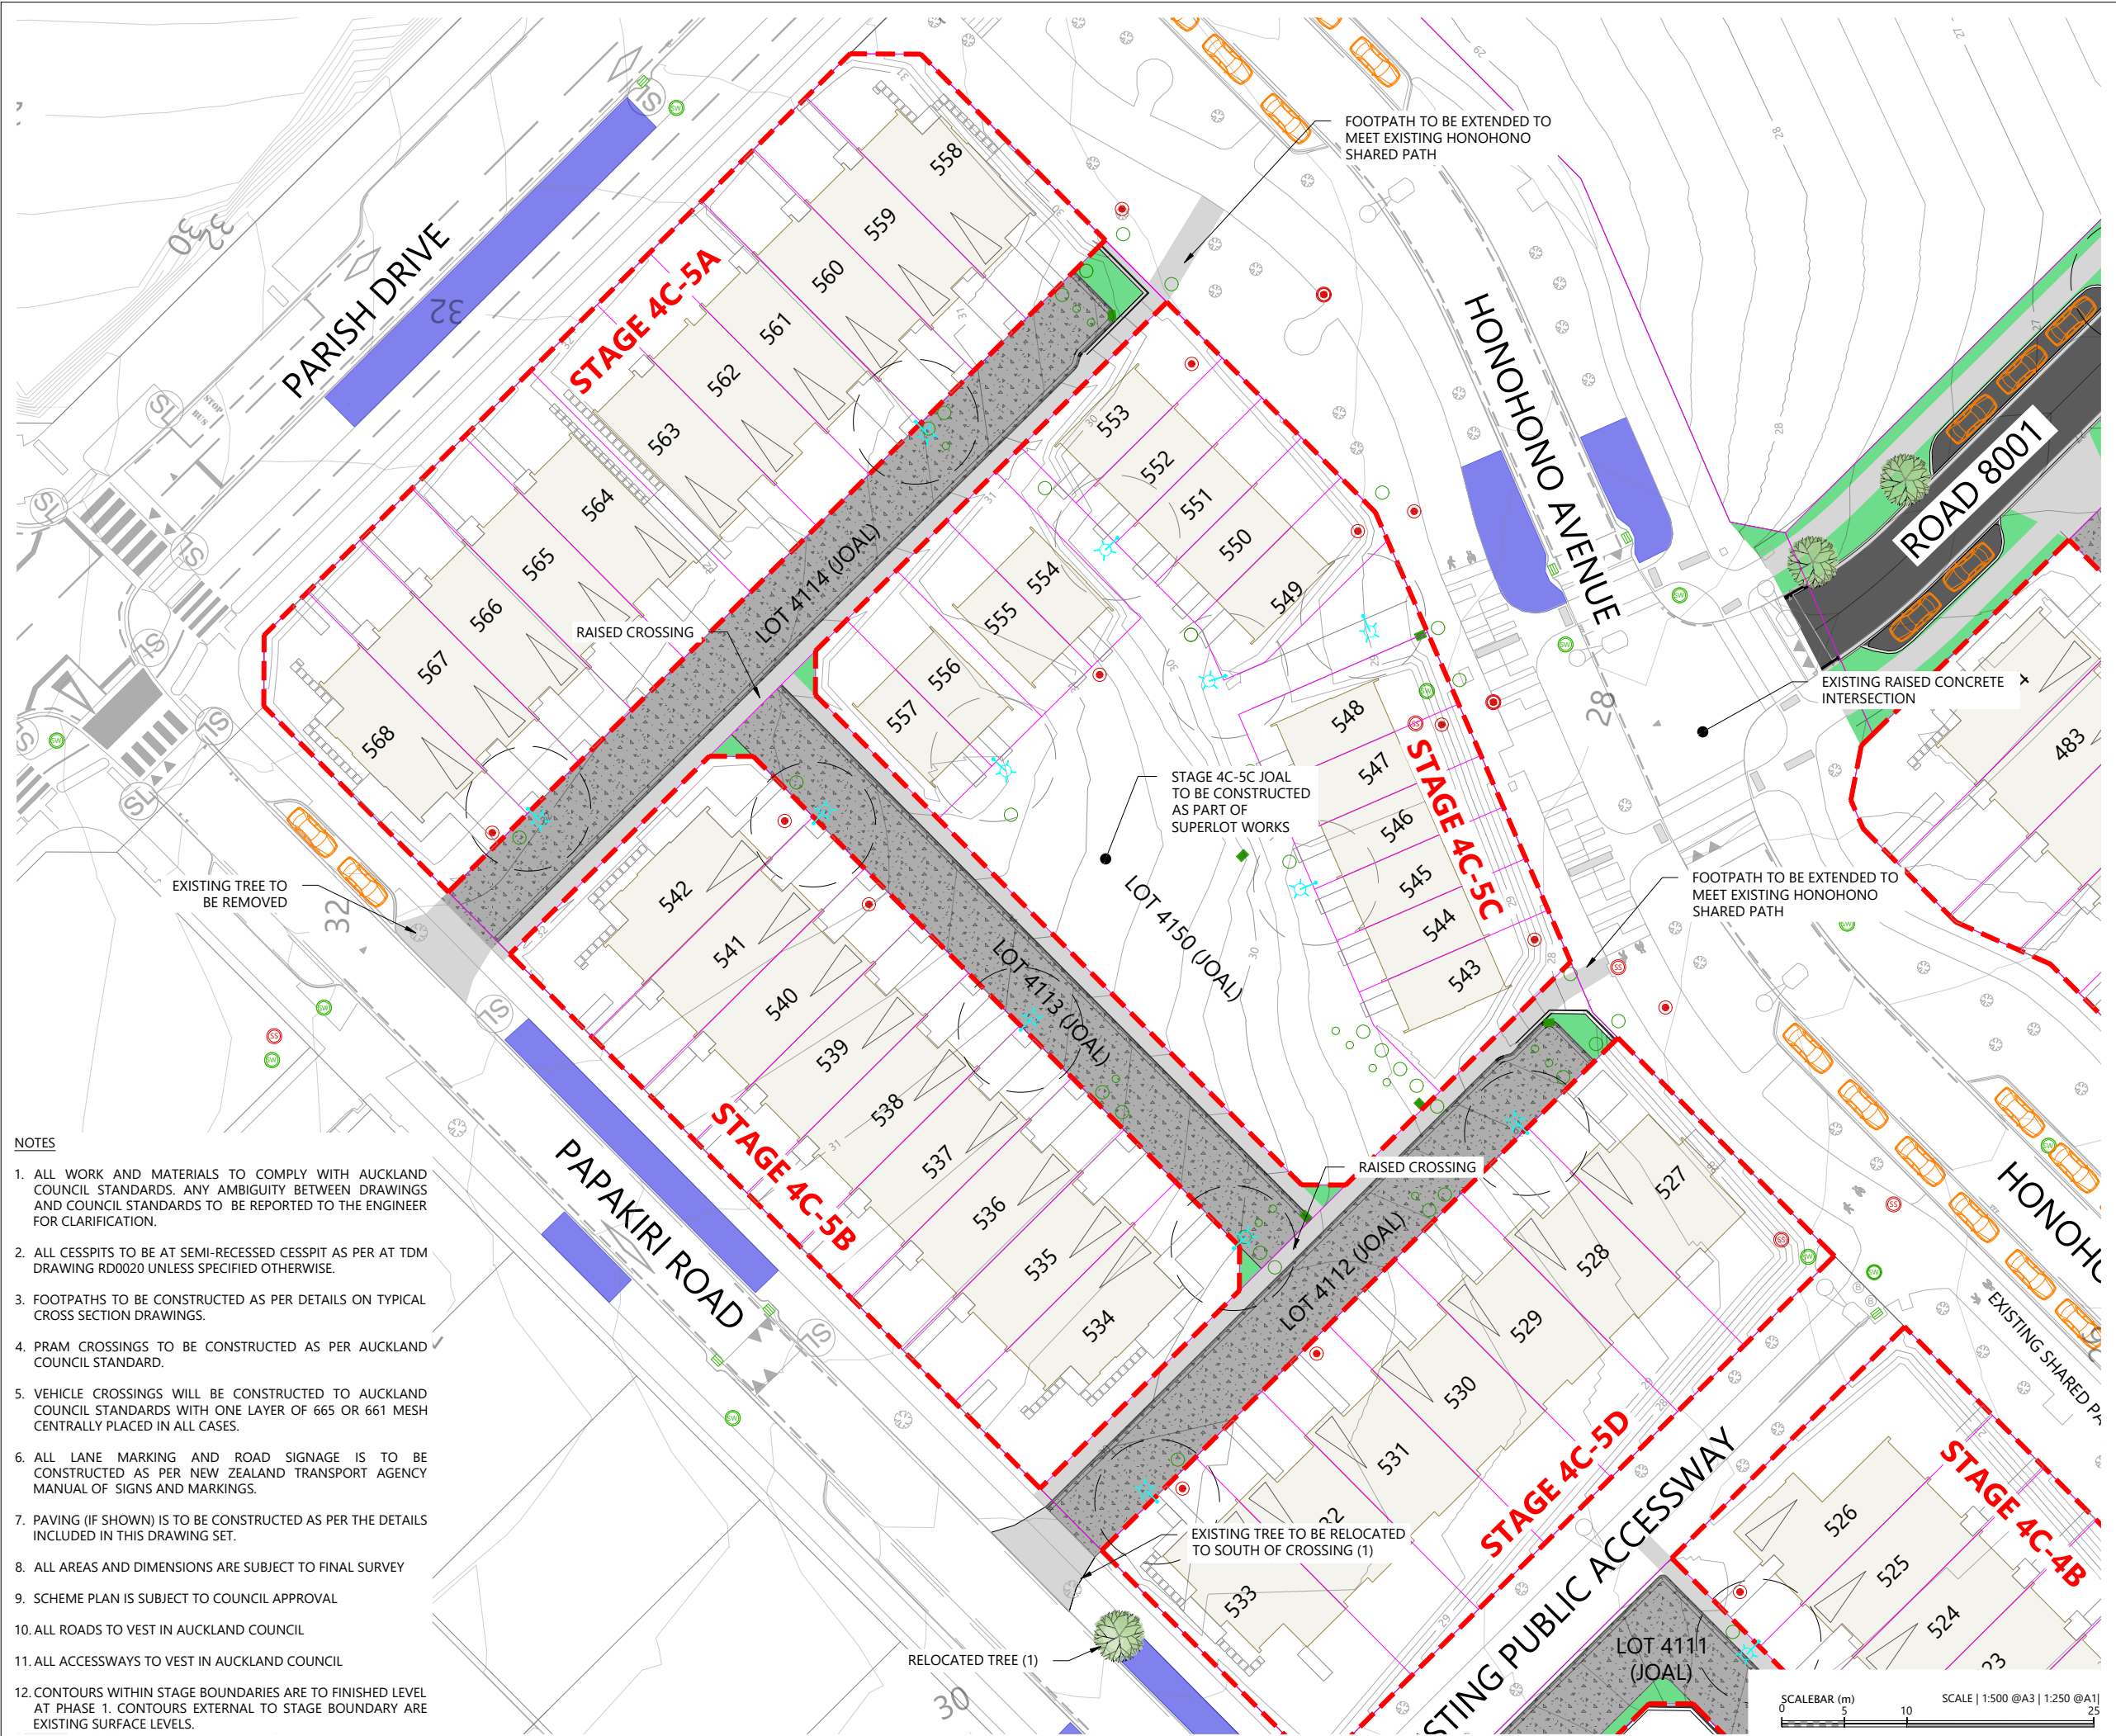 PARISH DRIVE
STAGE 4C-5A
558
559
560
561
562
563
564
565
566
567
568
FOOTPATH TO BE EXTENDED TO
MEET EXISTING HONOHONO
SHARED PATH
HONOHONO AVENUE
ROAD 8001
EXISTING RAISED CONCRETE
INTERSECTION
483
RAISED CROSSING
LOT 4114 (JOAL)
553
552
551
550
549
554
555
556
557
548
547
546
545
544
543
STAGE 4C-5C
STAGE 4C-5C JOAL
TO BE CONSTRUCTED
AS PART OF
SUPERLOT WORKS
LOT 4150 (JOAL)
FOOTPATH TO BE EXTENDED TO
MEET EXISTING HONOHONO
SHARED PATH
EXISTING TREE TO
BE REMOVED
LOT 4113 (JOAL)
542
541
540
539
538
537
536
535
534
STAGE 4C-5B
PAPAKIRI ROAD
RAISED CROSSING
LOT 4112 (JOAL)
527
528
529
530
531
533
STAGE 4C-5D
EXISTING TREE TO BE RELOCATED
TO SOUTH OF CROSSING (1)
RELOCATED TREE (1)
EXISTING SHARED
STAGE 4C-4B
526
525
524
LOT 4111
(JOAL)
PUBLIC ACCESSWAY
NOTES
1. ALL WORK AND MATERIALS TO COMPLY WITH AUCKLAND
COUNCIL STANDARDS. ANY AMBIGUITY BETWEEN DRAWINGS
AND COUNCIL STANDARDS TO BE REPORTED TO THE ENGINEER
FOR CLARIFICATION.
2. ALL CESSPITS TO BE AT SEMI-RECESSED CESSPIT AS PER AT TDM
DRAWING RD0020 UNLESS SPECIFIED OTHERWISE.
3. FOOTPATHS TO BE CONSTRUCTED AS PER DETAILS ON TYPICAL
CROSS SECTION DRAWINGS.
4. PRAM CROSSINGS TO BE CONSTRUCTED AS PER AUCKLAND
COUNCIL STANDARD.
5. VEHICLE CROSSINGS WILL BE CONSTRUCTED TO AUCKLAND
COUNCIL STANDARDS WITH ONE LAYER OF 665 OR 661 MESH
CENTRALLY PLACED IN ALL CASES.
6. ALL LANE MARKING AND ROAD SIGNAGE IS TO BE
CONSTRUCTED AS PER NEW ZEALAND TRANSPORT AGENCY
MANUAL OF SIGNS AND MARKINGS.
7. PAVING (IF SHOWN) IS TO BE CONSTRUCTED AS PER THE DETAILS
INCLUDED IN THIS DRAWING SET.
8. ALL AREAS AND DIMENSIONS ARE SUBJECT TO FINAL SURVEY
9. SCHEME PLAN IS SUBJECT TO COUNCIL APPROVAL
10. ALL ROADS TO VEST IN AUCKLAND COUNCIL
11. ALL ACCESSWAYS TO VEST IN AUCKLAND COUNCIL
12. CONTOURS WITHIN STAGE BOUNDARIES ARE TO FINISHED LEVEL
AT PHASE 1. CONTOURS EXTERNAL TO STAGE BOUNDARY ARE
EXISTING SURFACE LEVELS.
SCALEBAR (m)
SCALE | 1:500 @A3 | 1:250 @A1|
0 5 10 25